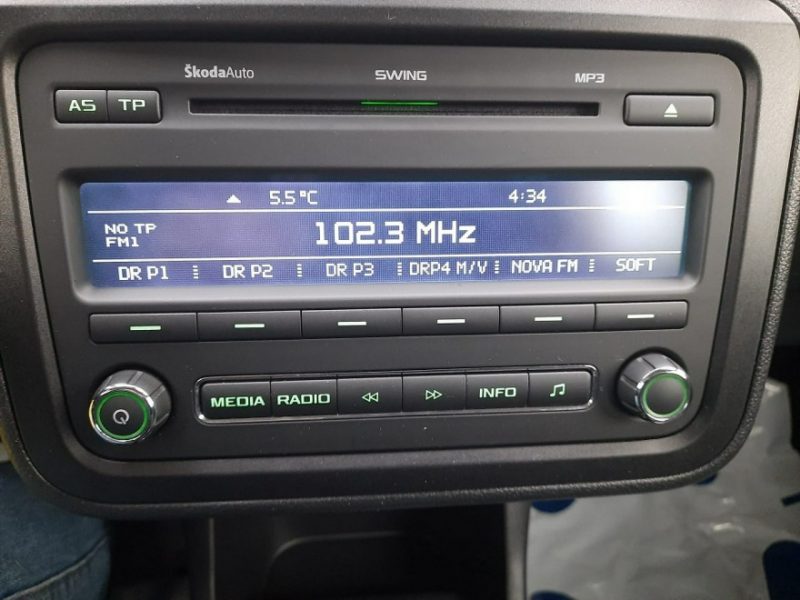 ŠkodaAuto SWING MP3
AS TP
5.5°C 4:34
NO TP
FM1
102.3 MHz
DR P1 DR P2 DR P3 DRP4 M/V NOVA FM SOFT
MEDIA RADIO INFO